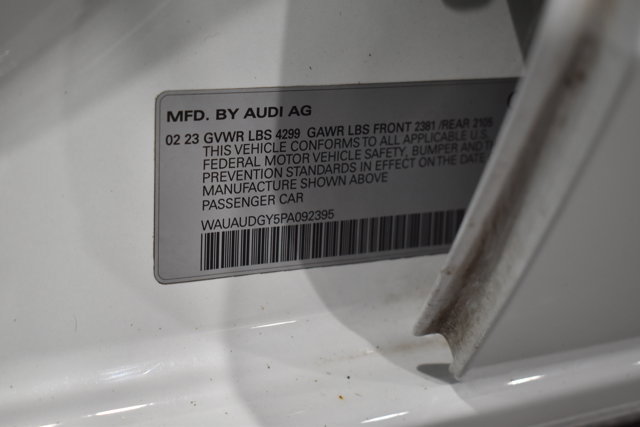 MFD. BY AUDI AG
02 23 GVWR LBS 4299 GAWR LBS FRONT 2381 /REAR 2105
THIS VEHICLE CONFORMS TO ALL APPLICABLE U.S.
FEDERAL MOTOR VEHICLE SAFETY, BUMPER AND
PREVENTION STANDARDS IN EFFECT ON THE DATE
MANUFACTURE SHOWN ABOVE
PASSENGER CAR
WAUAUDGY5PA092395